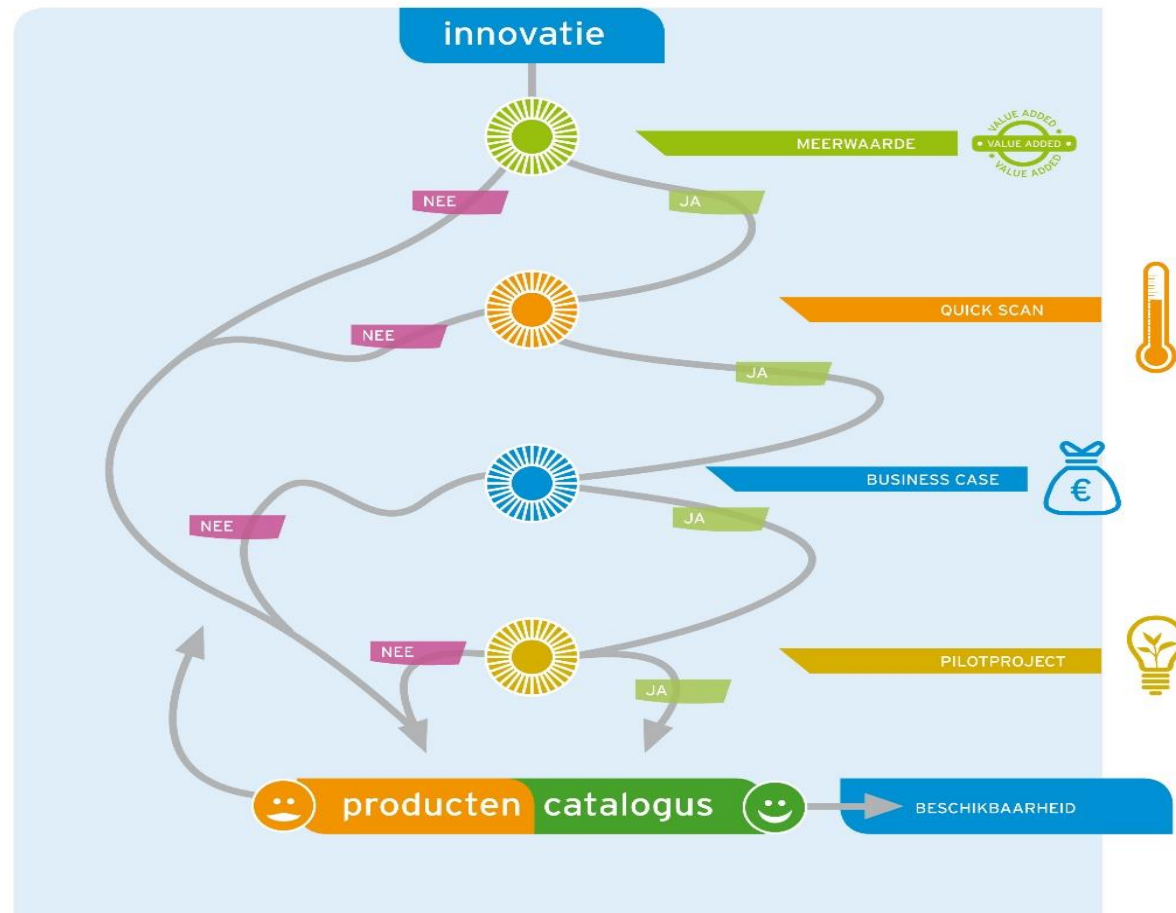 innovatie
VALUE ADDED
MEERWAARDE
• VALUE ADDED •
VALUE ADDED
NEE
JA
QUICK SCAN
NEE
JA
BUSINESS CASE
€
NEE
JA
NEE
PILOTPROJECT
JA
producten catalogus
BESCHIKBAARHEID